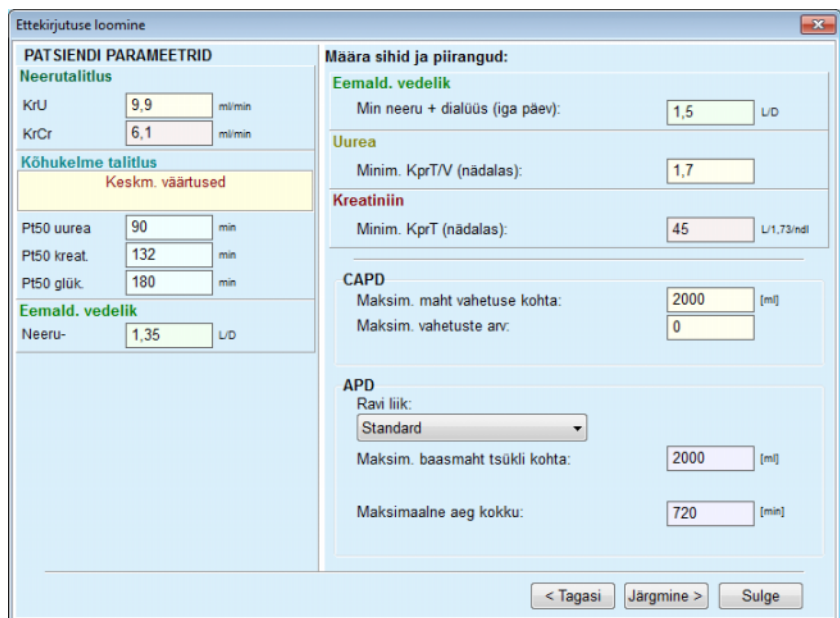 Ettekirjutuse loomine
PATSIENDI PARAMEETRID
Neerutalitlus
KrU 9,9 ml/min
KrCr 6,1 ml/min
Kõhukelme talitlus
Keskm. väärtused
Pt50 uurea 90 min
Pt50 kreat. 132 min
Pt50 glük. 180 min
Eemald. vedelik
Neeru- 1,35 L/D
Määra sihid ja piirangud:
Eemald. vedelik
Min neeru + dialüüs (iga päev): 1,5 L/D
Uurea
Minim. KprT/V (nädalas): 1,7
Kreatiniin
Minim. KprT (nädalas): 45 L/1,73/ndl
CAPD
Maksim. maht vahetuse kohta: 2000 [ml]
Maksim. vahetuste arv: 0
APD
Ravi liik:
Standard
Maksim. baasmaht tsükli kohta: 2000 [ml]
Maksimaalne aeg kokku: 720 [min]
< Tagasi Järgmine > Sulge